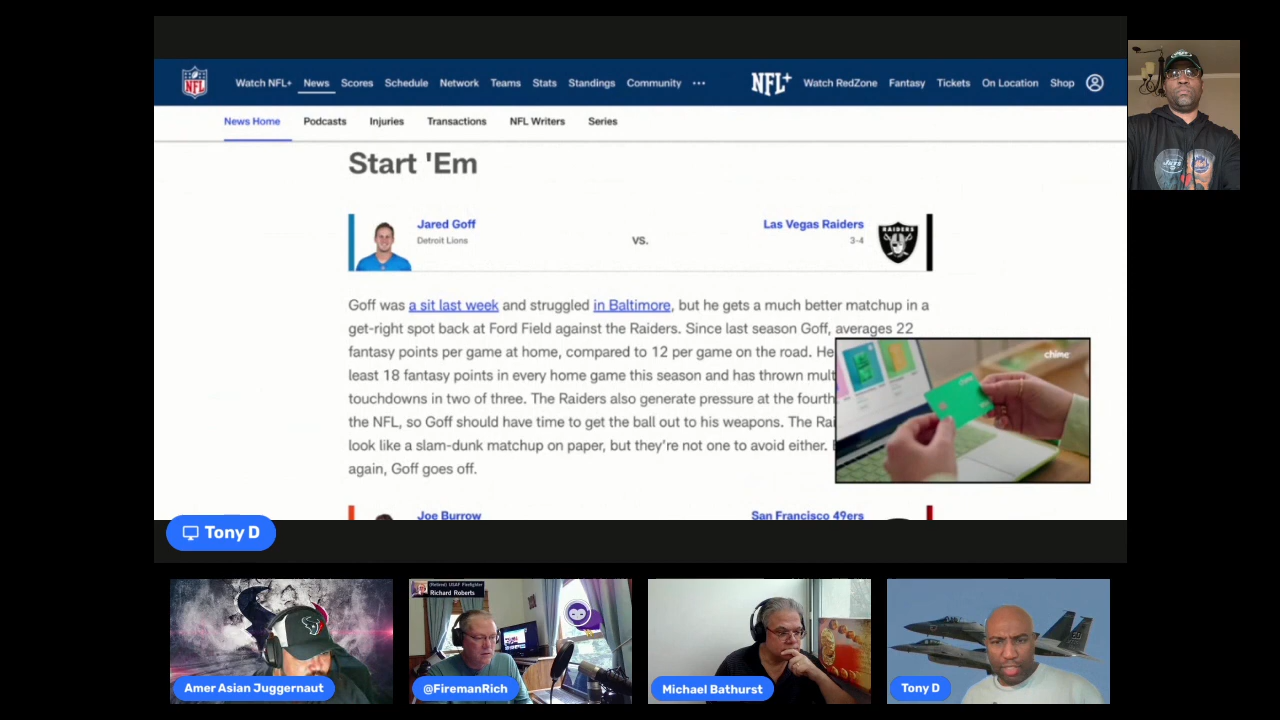 NFL
Watch NFL+ News Scores Schedule Network Teams Stats Standings Community ···
NFL+ Watch RedZone Fantasy Tickets On Location Shop
News Home Podcasts Injuries Transactions NFL Writers Series
Start 'Em
Jared Goff
Detroit Lions
VS.
Las Vegas Raiders
3-4
RAIDERS
Goff was a sit last week and struggled in Baltimore, but he gets a much better matchup in a
get-right spot back at Ford Field against the Raiders. Since last season Goff, averages 22
fantasy points per game at home, compared to 12 per game on the road. He
least 18 fantasy points in every home game this season and has thrown mult
touchdowns in two of three. The Raiders also generate pressure at the fourth
the NFL, so Goff should have time to get the ball out to his weapons. The Rai
look like a slam-dunk matchup on paper, but they're not one to avoid either.
again, Goff goes off.
chime
Joe Burrow
San Francisco 49ers
Tony D
JETS
Amer Asian Juggernaut
(Retired) USAF Firefighter
Richard Roberts
@FiremanRich
Michael Bathurst
Tony D